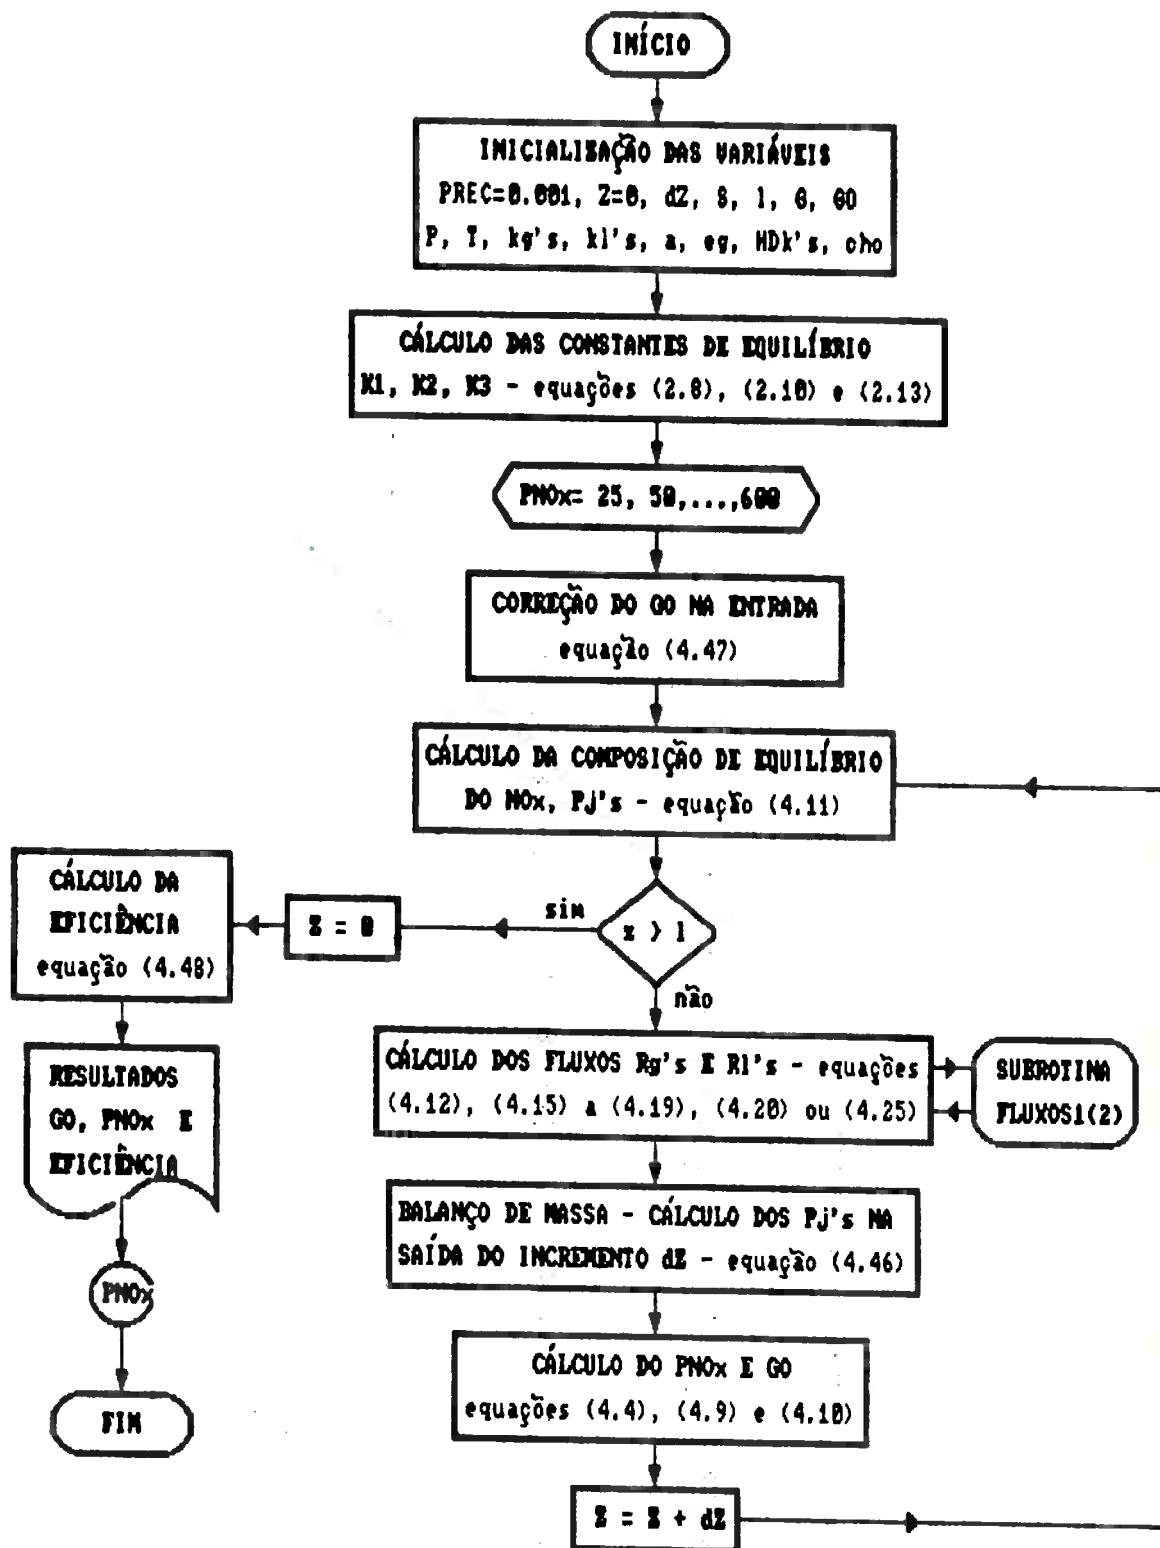 INÍCIO
INICIALIZAÇÃO DAS VARIÁVEIS
PREC=0.001, Z=0, dZ, S, l, G, GO
P, T, kg's, kl's, a, eg, HDk's, cho
CÁLCULO DAS CONSTANTES DE EQUILÍBRIO
K1, K2, K3 - equações (2.8), (2.10) e (2.13)
PNOx= 25, 50,...,600
CORREÇÃO DO GO NA ENTRADA
equação (4.47)
CÁLCULO DA COMPOSIÇÃO DE EQUILÍBRIO
DO NOx, Pj's - equação (4.11)
z > l
sim
não
Z = 0
CÁLCULO DA
EFICIÊNCIA
equação (4.48)
RESULTADOS
GO, PNOx E
EFICIÊNCIA
PNOx
FIM
CÁLCULO DOS FLUXOS Rg's E Rl's - equações
(4.12), (4.15) a (4.19), (4.20) ou (4.25)
SUBROTINA
FLUXOS1(2)
BALANÇO DE MASSA - CÁLCULO DOS Pj's NA
SAÍDA DO INCREMENTO dZ - equação (4.46)
CÁLCULO DO PNOx E GO
equações (4.4), (4.9) e (4.10)
Z = Z + dZ